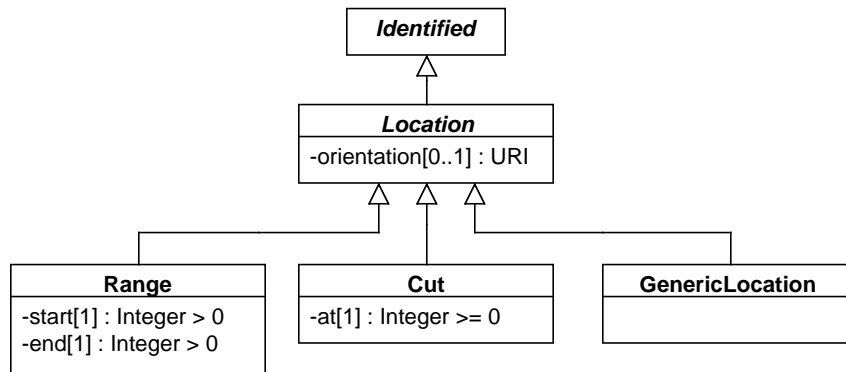 Identified
Location
-orientation[0..1] : URI
Range
-start[1] : Integer > 0
-end[1] : Integer > 0
Cut
-at[1] : Integer >= 0
GenericLocation